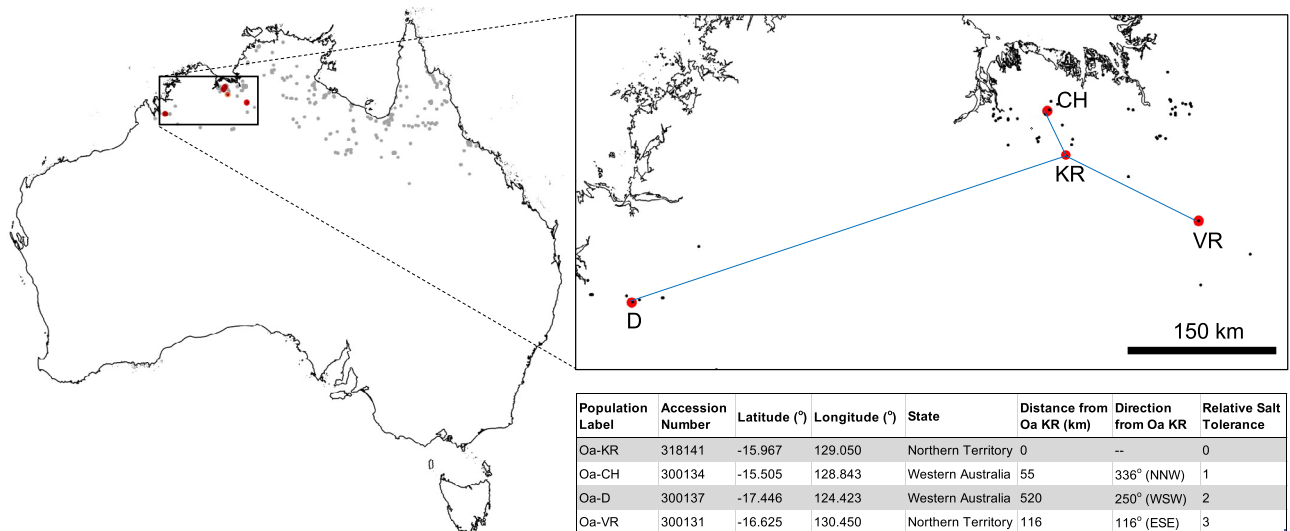 CH
KR
VR
D
150 km
Population Label Accession Number Latitude (°) Longitude (°) State Distance from Oa KR (km) Direction from Oa KR Relative Salt Tolerance
Oa-KR 318141 -15.967 129.050 Northern Territory 0 -- 0
Oa-CH 300134 -15.505 128.843 Western Australia 55 336° (NNW) 1
Oa-D 300137 -17.446 124.423 Western Australia 520 250° (WSW) 2
Oa-VR 300131 -16.625 130.450 Northern Territory 116 116° (ESE) 3